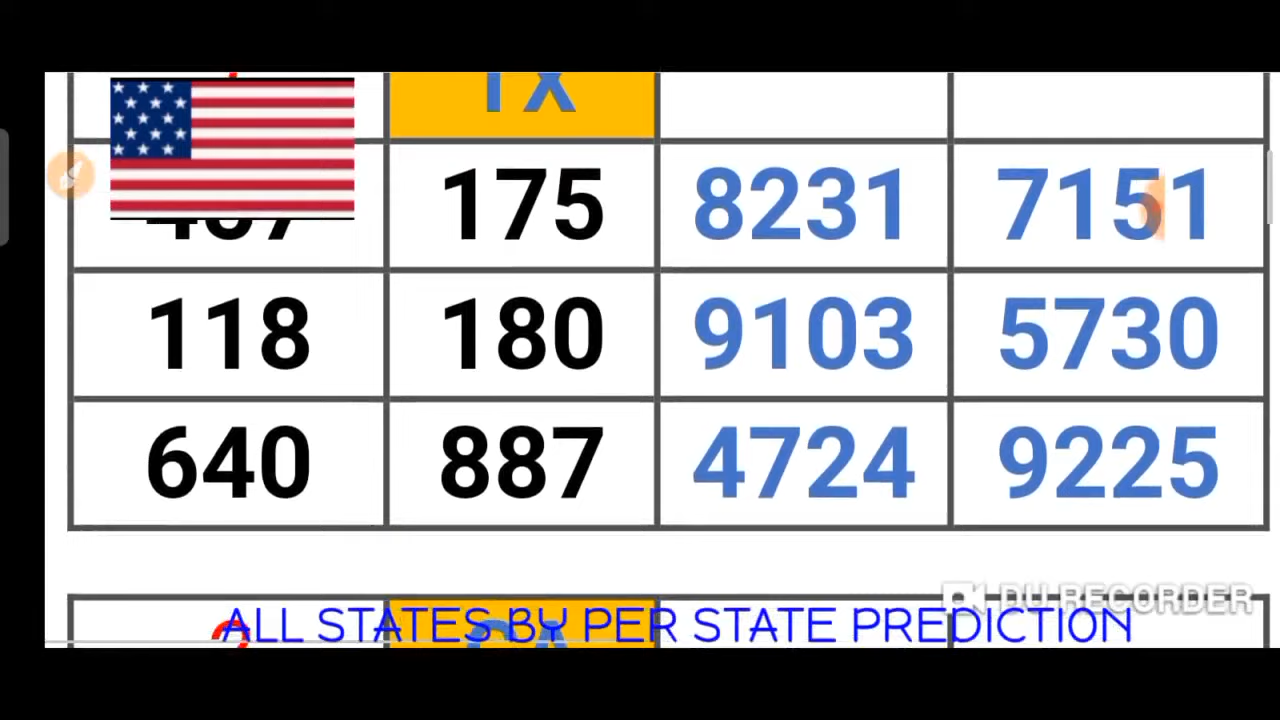 TX
175 8231 7151
118 180 9103 5730
640 887 4724 9225
DU RECORDER
ALL STATES BY PER STATE PREDICTION